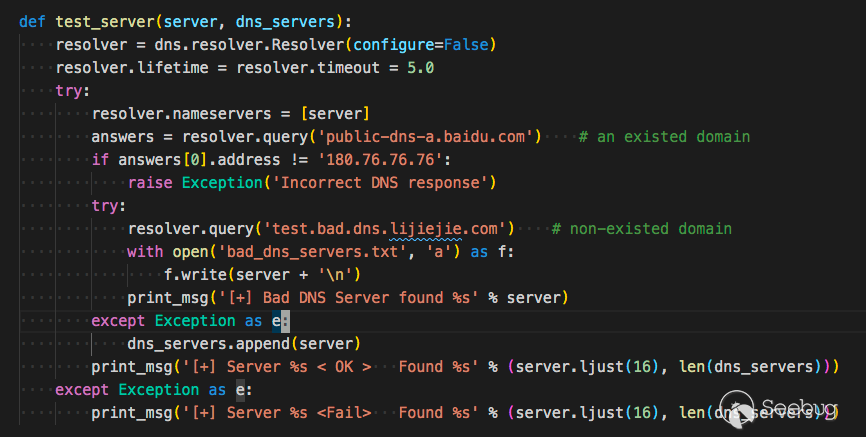 def test_server(server, dns_servers):
    resolver = dns.resolver.Resolver(configure=False)
    resolver.lifetime = resolver.timeout = 5.0
    try:
        resolver.nameservers = [server]
        answers = resolver.query('public-dns-a.baidu.com')    # an existed domain
        if answers[0].address != '180.76.76.76':
            raise Exception('Incorrect DNS response')
        try:
            resolver.query('test.bad.dns.lijiejie.com')    # non-existed domain
            with open('bad_dns_servers.txt', 'a') as f:
                f.write(server + '\n')
            print_msg('[+] Bad DNS Server found %s' % server)
        except Exception as e:
            dns_servers.append(server)
        print_msg('[+] Server %s < OK >   Found %s' % (server.ljust(16), len(dns_servers)))
    except Exception as e:
        print_msg('[+] Server %s <Fail>   Found %s' % (server.ljust(16), len(dns_servers)))
Seebug